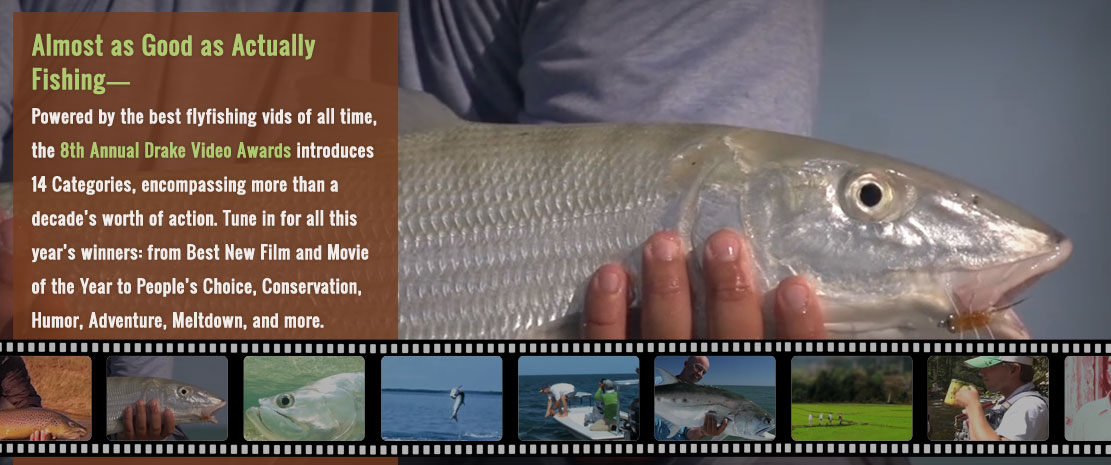 Almost as Good as Actually
Fishing—
Powered by the best flyfishing vids of all time,
the 8th Annual Drake Video Awards introduces
14 Categories, encompassing more than a
decade's worth of action. Tune in for all this
year's winners: from Best New Film and Movie
of the Year to People's Choice, Conservation,
Humor, Adventure, Meltdown, and more.